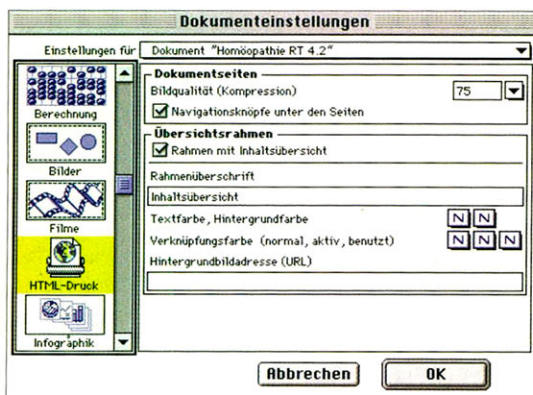 Dokumenteinstellungen
Einstellungen für Dokument "Homöopathie RT 4.2"
Berechnung
Bilder
Filme
HTML-Druck
Infographik
Dokumentseiten
Bildqualität (Kompression) 75
Navigationsknöpfe unter den Seiten
Übersichtsrahmen
Rahmen mit Inhaltsübersicht
Rahmenüberschrift
Inhaltsübersicht
Textfarbe, Hintergrundfarbe N N
Verknüpfungsfarbe (normal, aktiv, benutzt) N N N
Hintergrundbildadresse (URL)
Abbrechen OK